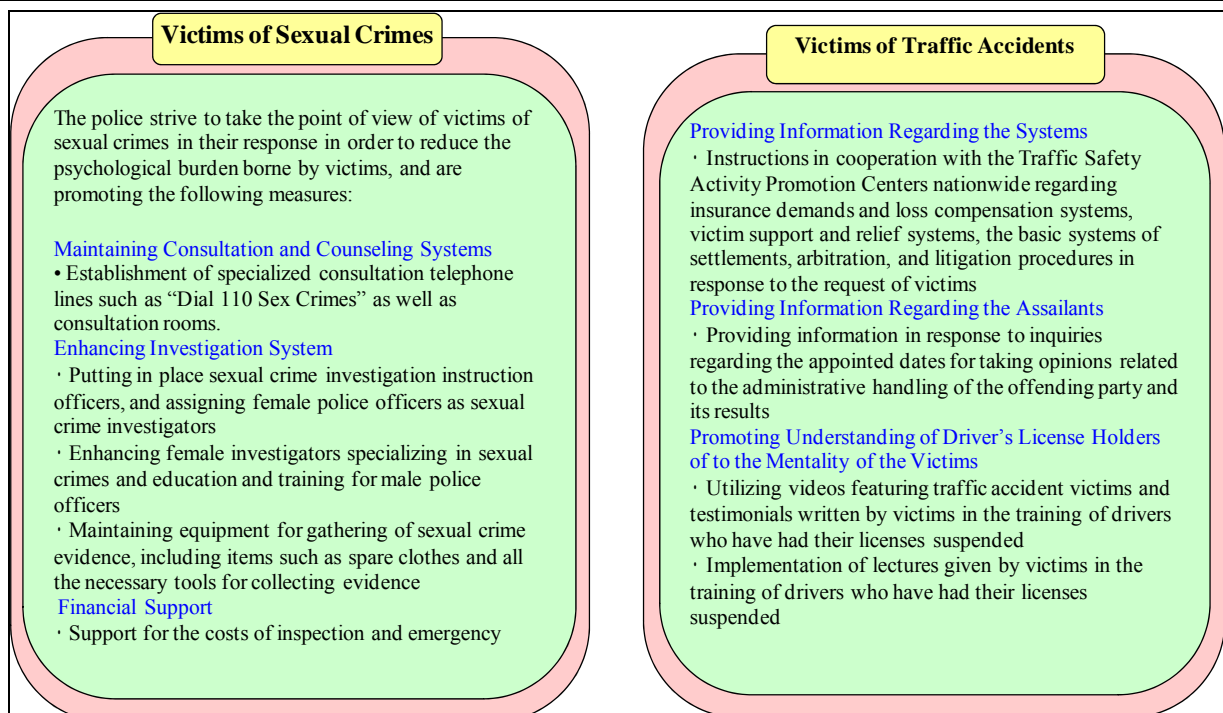 Victims of Sexual Crimes
The police strive to take the point of view of victims of
sexual crimes in their response in order to reduce the
psychological burden borne by victims, and are
promoting the following measures:
Maintaining Consultation and Counseling Systems
• Establishment of specialized consultation telephone
lines such as “Dial 110 Sex Crimes” as well as
consultation rooms.
Enhancing Investigation System
・Putting in place sexual crime investigation instruction
officers, and assigning female police officers as sexual
crime investigators
・Enhancing female investigators specializing in sexual
crimes and education and training for male police
officers
・Maintaining equipment for gathering of sexual crime
evidence, including items such as spare clothes and all
the necessary tools for collecting evidence
Financial Support
・Support for the costs of inspection and emergency
Victims of Traffic Accidents
Providing Information Regarding the Systems
・Instructions in cooperation with the Traffic Safety
Activity Promotion Centers nationwide regarding
insurance demands and loss compensation systems,
victim support and relief systems, the basic systems of
settlements, arbitration, and litigation procedures in
response to the request of victims
Providing Information Regarding the Assailants
・Providing information in response to inquiries
regarding the appointed dates for taking opinions related
to the administrative handling of the offending party and
its results
Promoting Understanding of Driver’s License Holders
of to the Mentality of the Victims
・Utilizing videos featuring traffic accident victims and
testimonials written by victims in the training of drivers
who have had their licenses suspended
・Implementation of lectures given by victims in the
training of drivers who have had their licenses
suspended